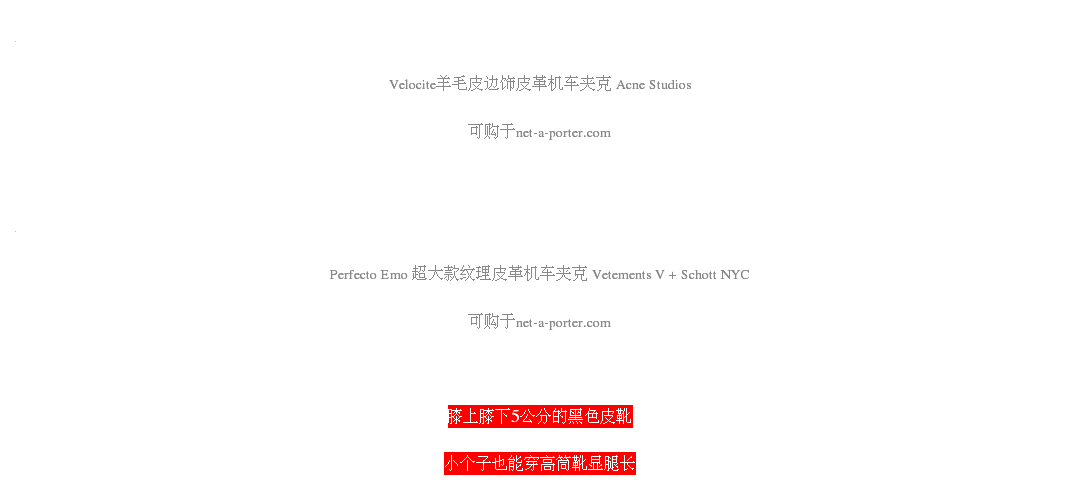 Velocite羊毛皮边饰皮革机车夹克 Acne Studios
可购于net-a-porter.com
Perfecto Emo 超大款纹理皮革机车夹克 Vetements V + Schott NYC
可购于net-a-porter.com
膝上膝下5公分的黑色皮靴
小个子也能穿高筒靴显腿长